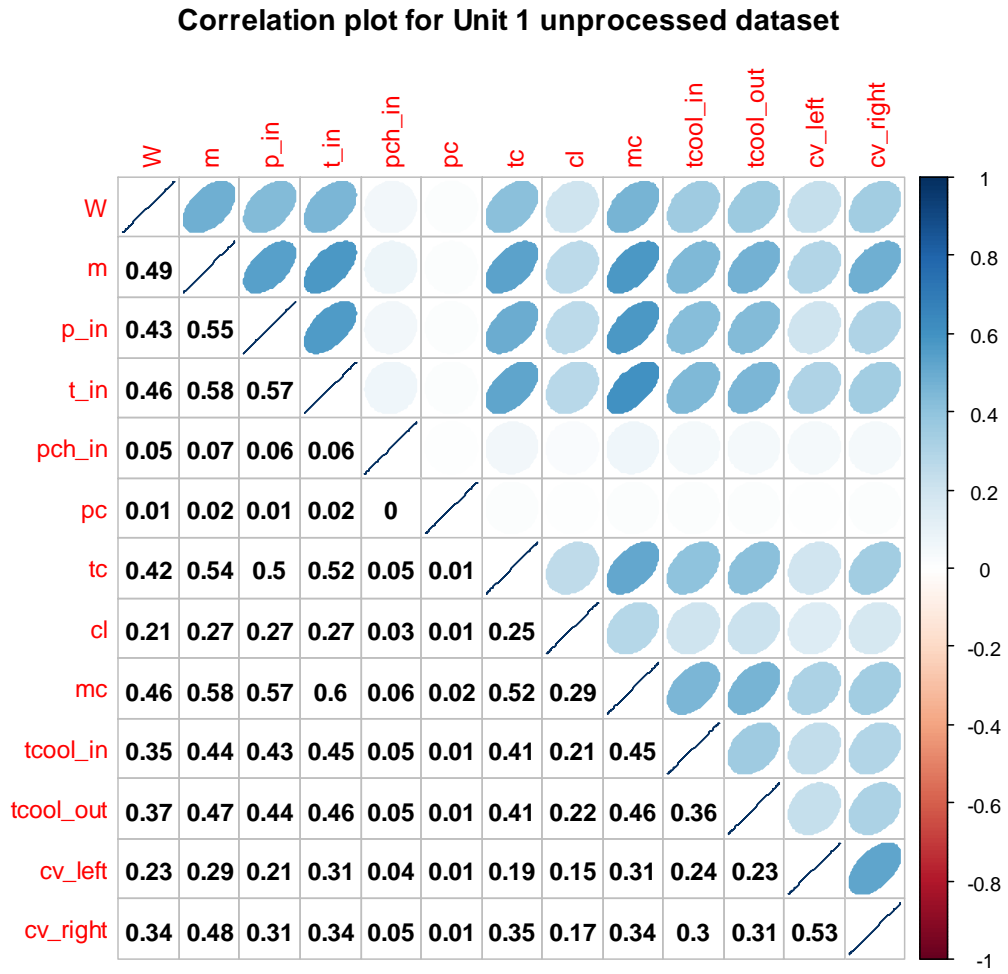 Correlation plot for Unit 1 unprocessed dataset
W m p_in t_in pch_in pc tc cl mc tcool_in tcool_out cv_left cv_right
W
m 0.49
p_in 0.43 0.55
t_in 0.46 0.58 0.57
pch_in 0.05 0.07 0.06 0.06
pc 0.01 0.02 0.01 0.02 0
tc 0.42 0.54 0.5 0.52 0.05 0.01
cl 0.21 0.27 0.27 0.27 0.03 0.01 0.25
mc 0.46 0.58 0.57 0.6 0.06 0.02 0.52 0.29
tcool_in 0.35 0.44 0.43 0.45 0.05 0.01 0.41 0.21 0.45
tcool_out 0.37 0.47 0.44 0.46 0.05 0.01 0.41 0.22 0.46 0.36
cv_left 0.23 0.29 0.21 0.31 0.04 0.01 0.19 0.15 0.31 0.24 0.23
cv_right 0.34 0.48 0.31 0.34 0.05 0.01 0.35 0.17 0.34 0.3 0.31 0.53
1
0.8
0.6
0.4
0.2
0
-0.2
-0.4
-0.6
-0.8
-1